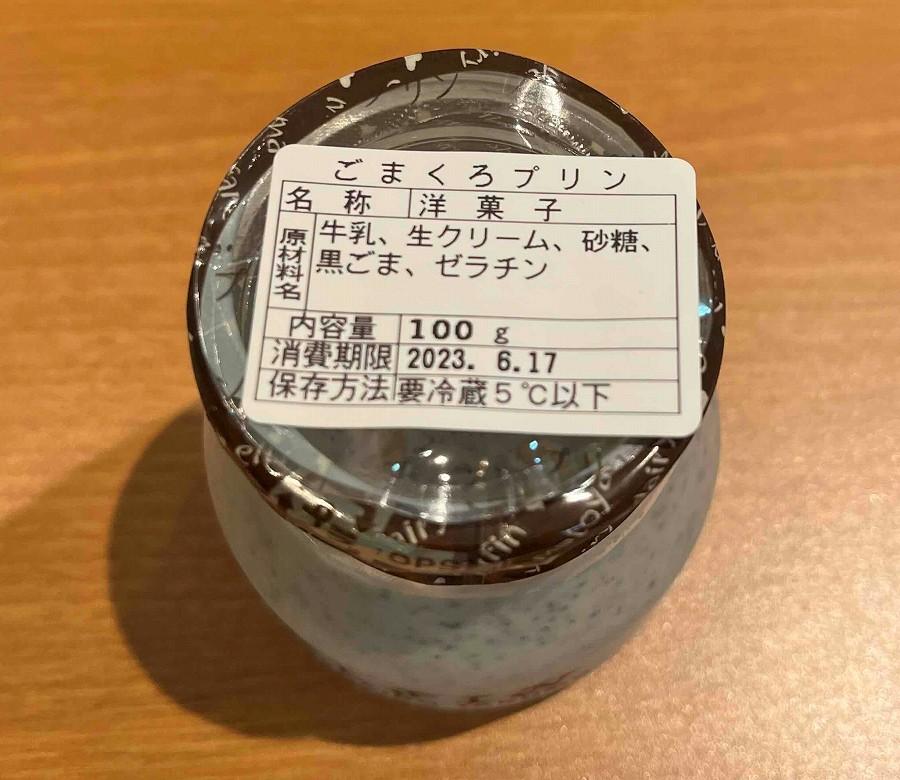 ごまくろプリン
名称 洋菓子
原材料名 牛乳、生クリーム、砂糖、
黒ごま、ゼラチン
内容量 100g
消費期限 2023. 6.17
保存方法 要冷蔵5℃以下